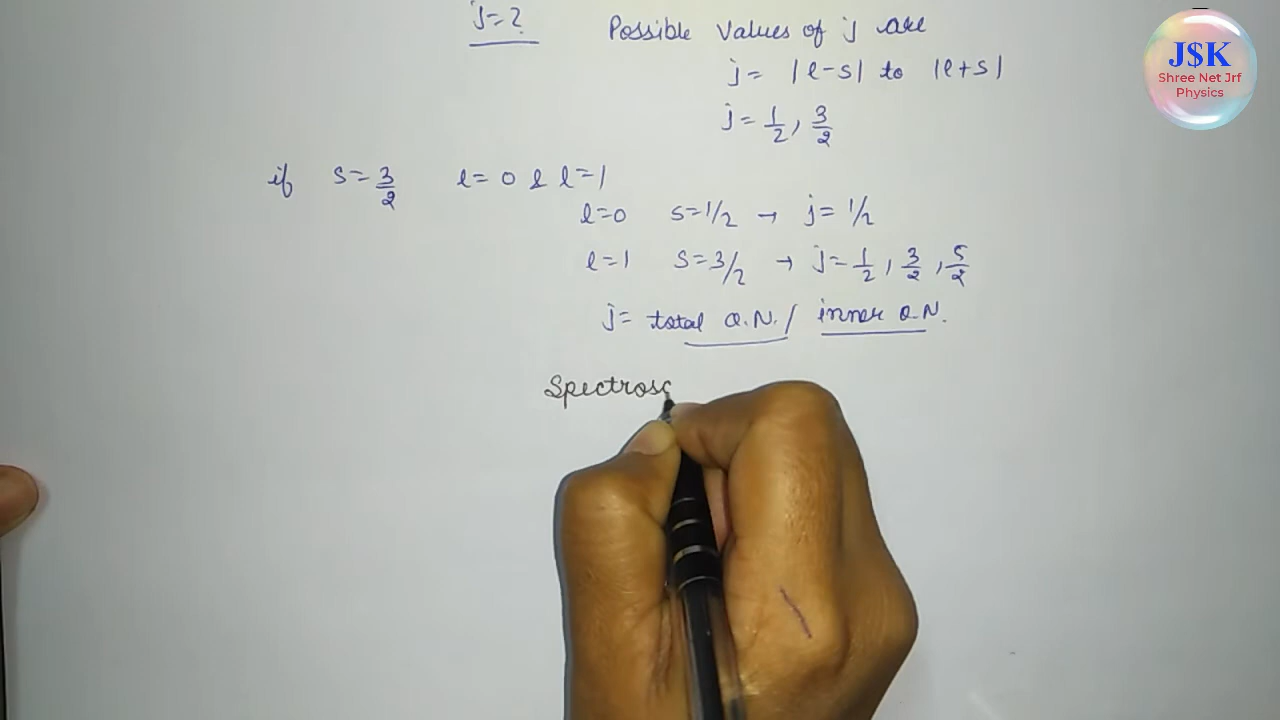 j=?
Possible values of j are
j= |l-s| to |l+s|
j= 1/2, 3/2
if s= 3/2 l= 0 & l=1
l=0 s=1/2 → j= 1/2
l=1 s=3/2 → j= 1/2, 3/2, 5/2
j= total Q.N./ inner Q.N.
Spectrosc
JSK
Shree Net Jrf
Physics